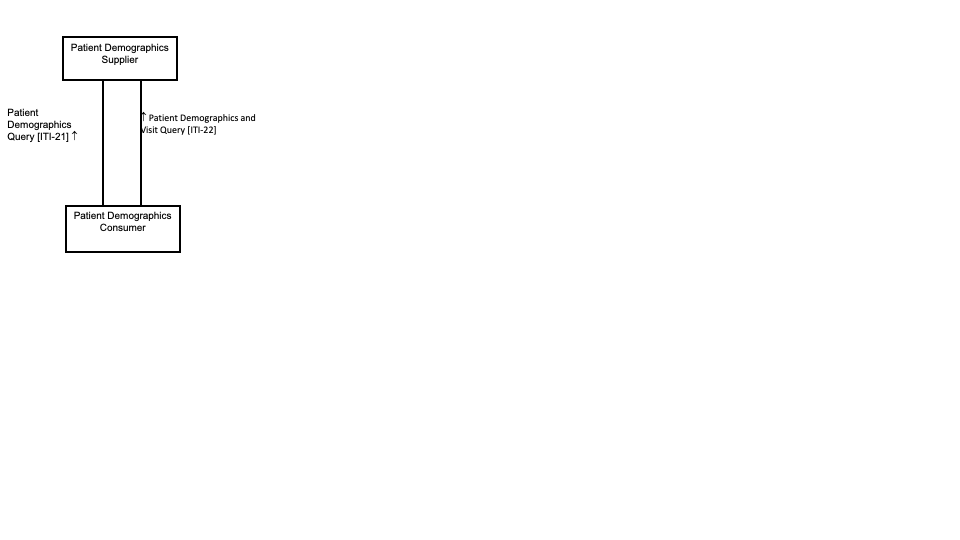 Patient Demographics
Supplier
Patient
Demographics
Query [ITI-21] ↑
↑ Patient Demographics and
Visit Query [ITI-22]
Patient Demographics
Consumer